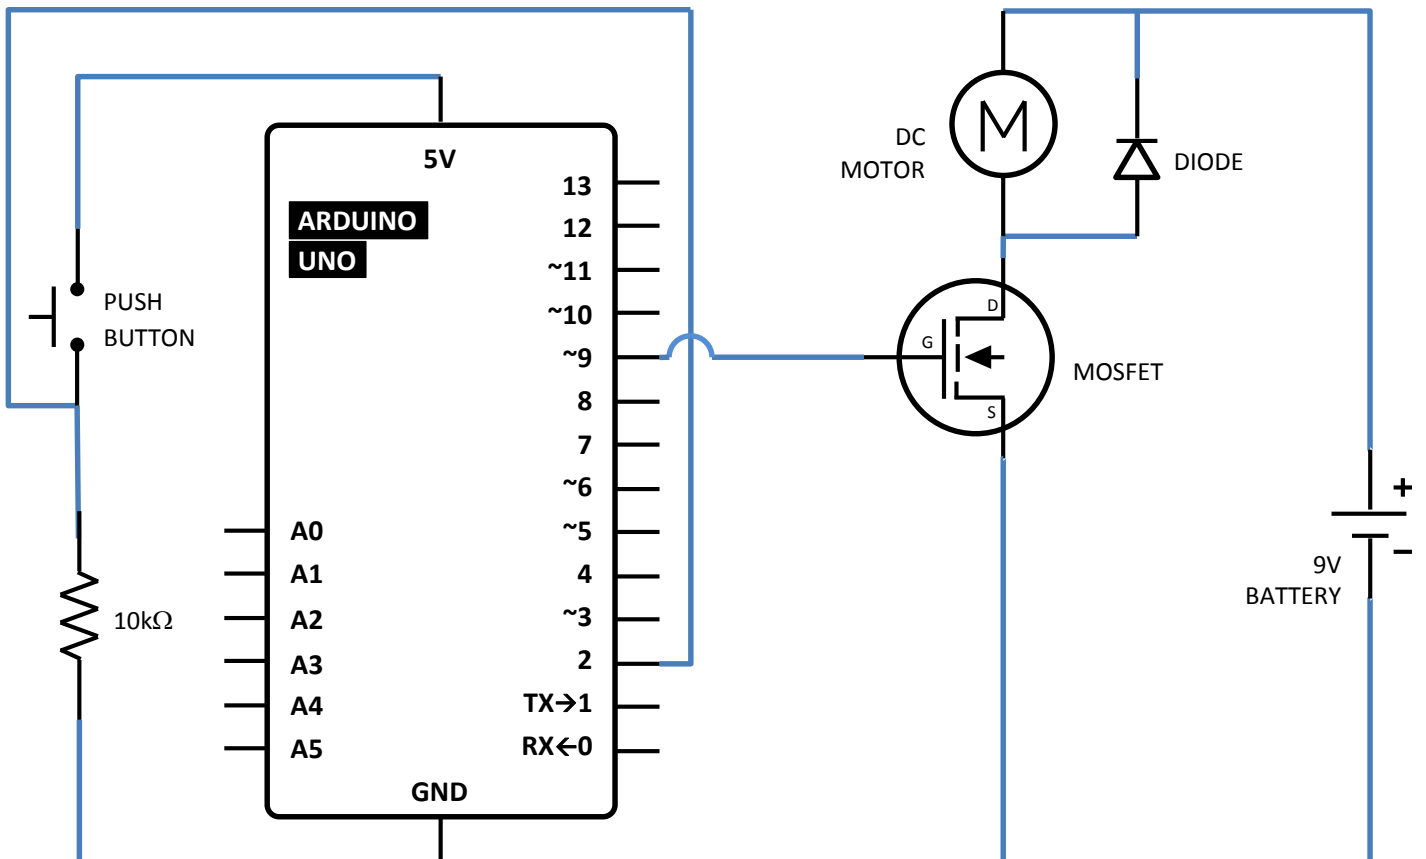 5V
ARDUINO
UNO
13
12
~11
~10
~9
8
7
~6
~5
4
~3
2
TX→1
RX←0
A0
A1
A2
A3
A4
A5
GND
PUSH
BUTTON
10kΩ
DC
MOTOR
M
DIODE
D
G
S
MOSFET
+
−
9V
BATTERY